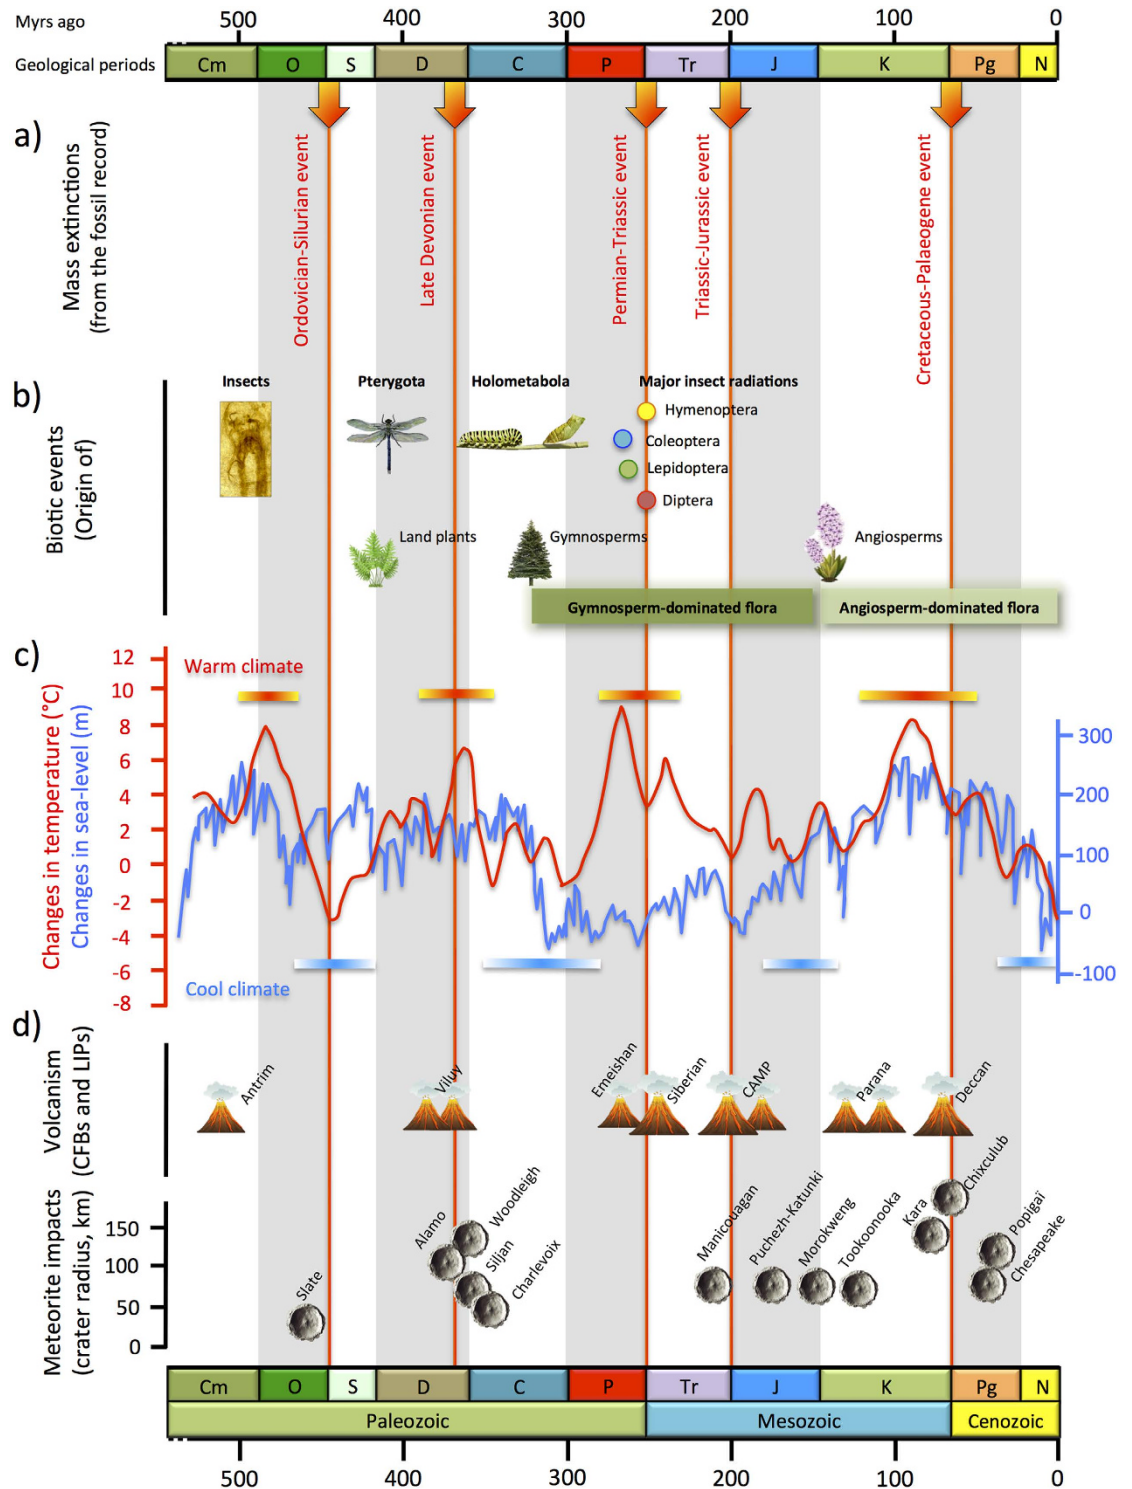 Myrs ago
500 400 300 200 100 0
Geological periods
Cm O S D C P Tr J K Pg N
a)
Mass extinctions
(from the fossil record)
Ordovician-Silurian event
Late Devonian event
Permian-Triassic event
Triassic-Jurassic event
Cretaceous-Palaeogene event
b)
Biotic events
(Origin of)
Insects
Pterygota
Holometabola
Major insect radiations
Hymenoptera
Coleoptera
Lepidoptera
Diptera
Land plants
Gymnosperms
Angiosperms
Gymnosperm-dominated flora
Angiosperm-dominated flora
c)
Changes in temperature (°C)
Changes in sea-level (m)
12
10
8
6
4
2
0
-2
-4
-6
-8
Warm climate
Cool climate
300
200
100
0
-100
d)
Volcanism
(CFBs and LIPs)
Antrim
Viluy
Emeishan
Siberian
CAMP
Parana
Deccan
Meteorite impacts
(crater radius, km)
150
100
50
0
Slate
Alamo
Woodleigh
Siljan
Charlevoix
Manicouagan
Puchezh-Katunki
Morokweng
Tookoonooka
Kara
Chixculub
Popigaï
Chesapeake
Cm O S D C P Tr J K Pg N
Paleozoic Mesozoic Cenozoic
500 400 300 200 100 0